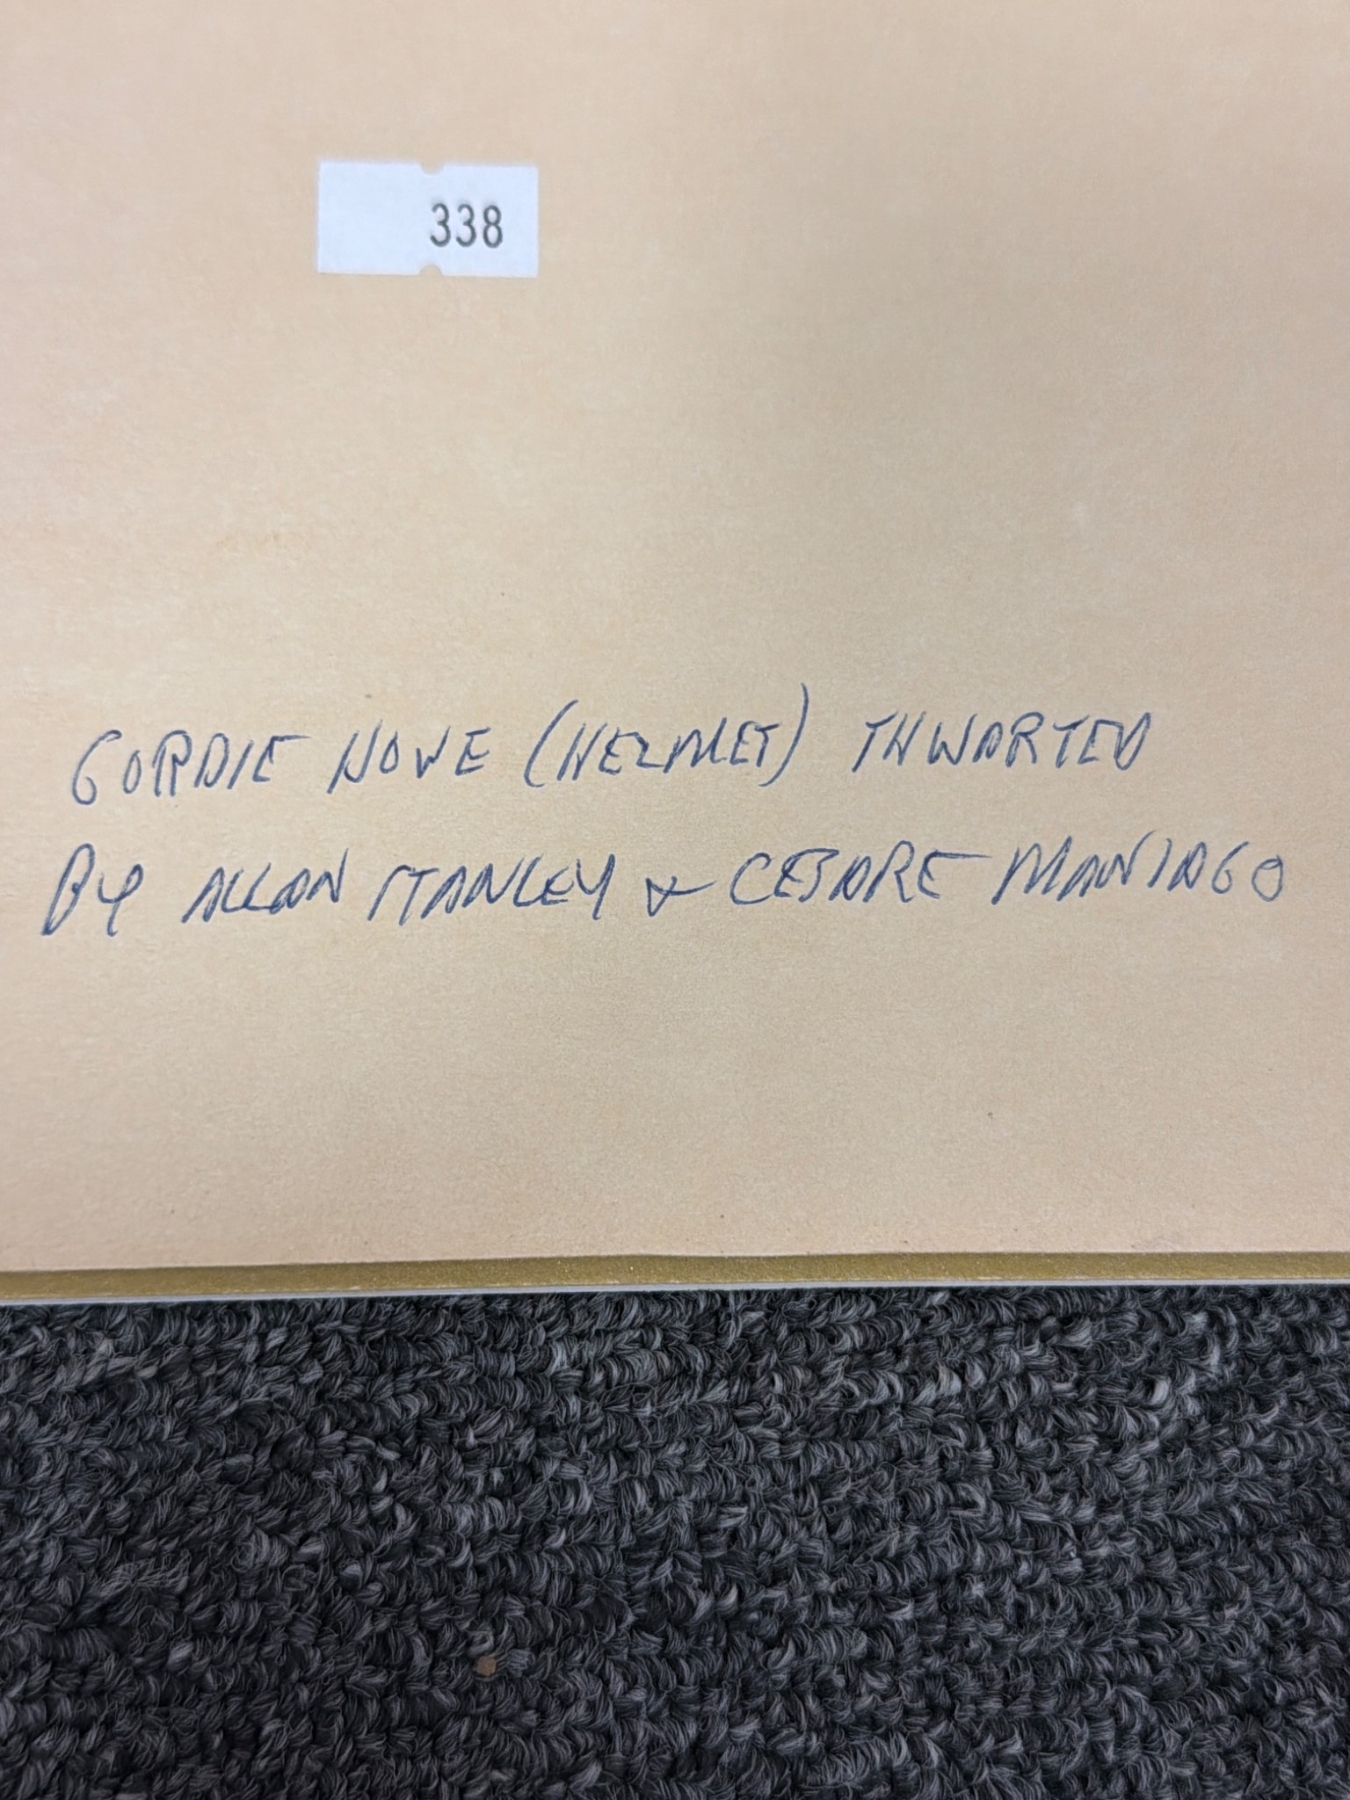 338
GORDIE HOWE (HELMET) THWARTED
BY ALLAN STANLEY & CESARE MANIAGO